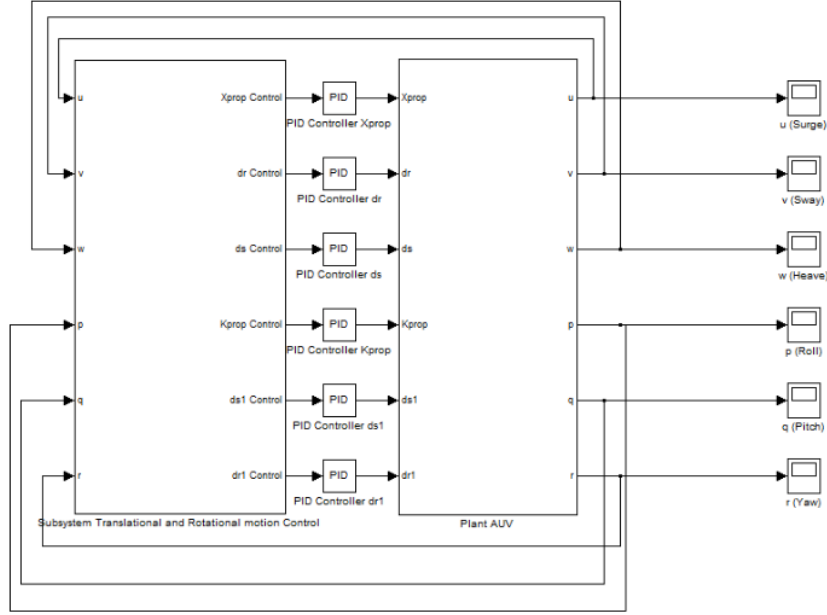 u
Xprop Control
PID
Xprop
u
PID Controller Xprop
u (Surge)
v
dr Control
PID
dr
v
PID Controller dr
v (Sway)
w
ds Control
PID
ds
w
PID Controller ds
w (Heave)
p
Kprop Control
PID
Kprop
p
PID Controller Kprop
p (Roll)
q
ds1 Control
PID
ds1
q
PID Controller ds1
q (Pitch)
r
dr1 Control
PID
dr1
r
PID Controller dr1
r (Yaw)
Subsystem Translational and Rotational motion Control
Plant AUV